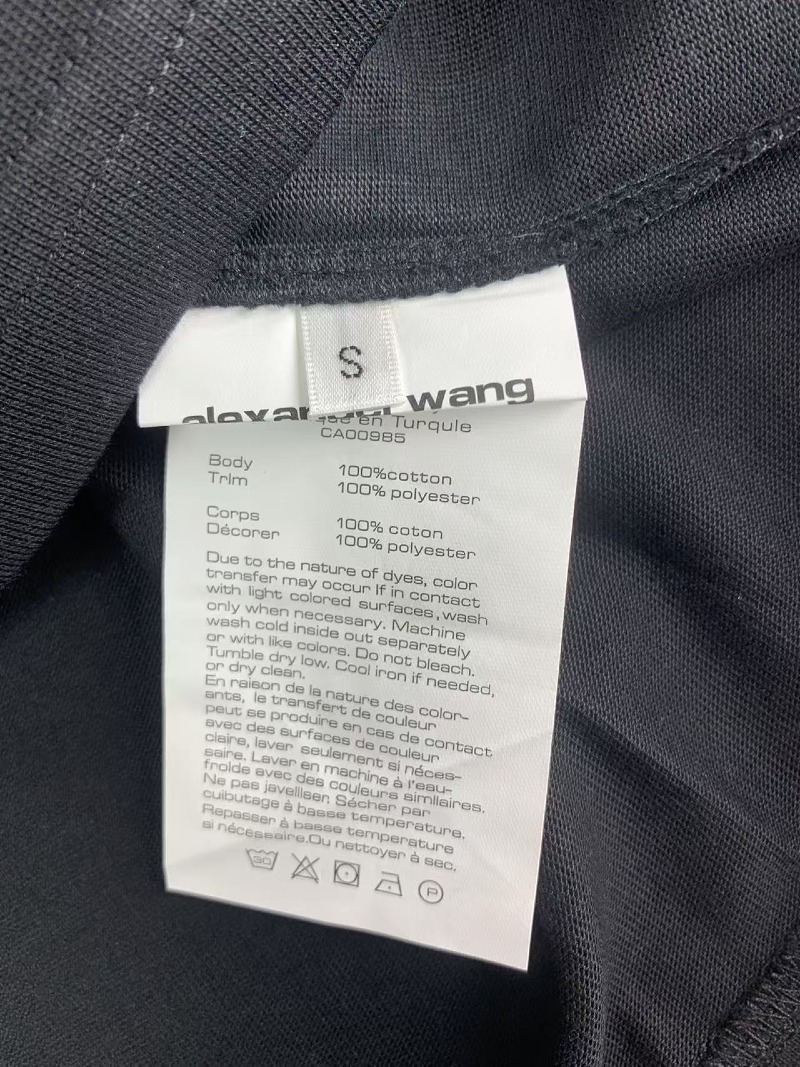 S
wang
en Turquie
CA00985
Body 100%cotton
Trim 100% polyester
Corps 100% coton
Décorer 100% polyester
Due to the nature of dyes, color
transfer may occur If in contact
with light colored surfaces,wash
only when necessary. Machine
wash cold inside out separately
or with like colors. Do not bleach.
Tumble dry low. Cool iron if needed,
or dry clean.
En raison de la nature des color-
ants, le transfert de couleur
peut se produire en cas de contact
avec des surfaces de couleur
claire, laver seulement si néces-
saire. Laver en machine à l'eau-
froide avec des couleurs similaires.
Ne pas javelliser. Sécher par
cuibutage à basse température.
Repasser à basse temperature
si nécessaire.Ou nettoyer à sec.
30
P